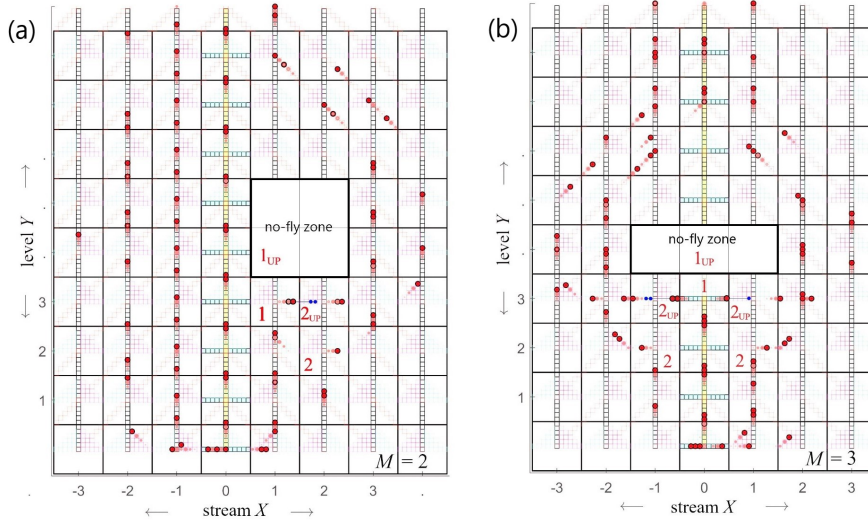 (a)
no-fly zone
1UP
level Y
3
1
2UP
2
2
1
M = 2
-3 -2 -1 0 1 2 3
stream X
(b)
no-fly zone
1UP
level Y
1
3
2UP 2UP
2
2 2
1
M = 3
-3 -2 -1 0 1 2 3
stream X